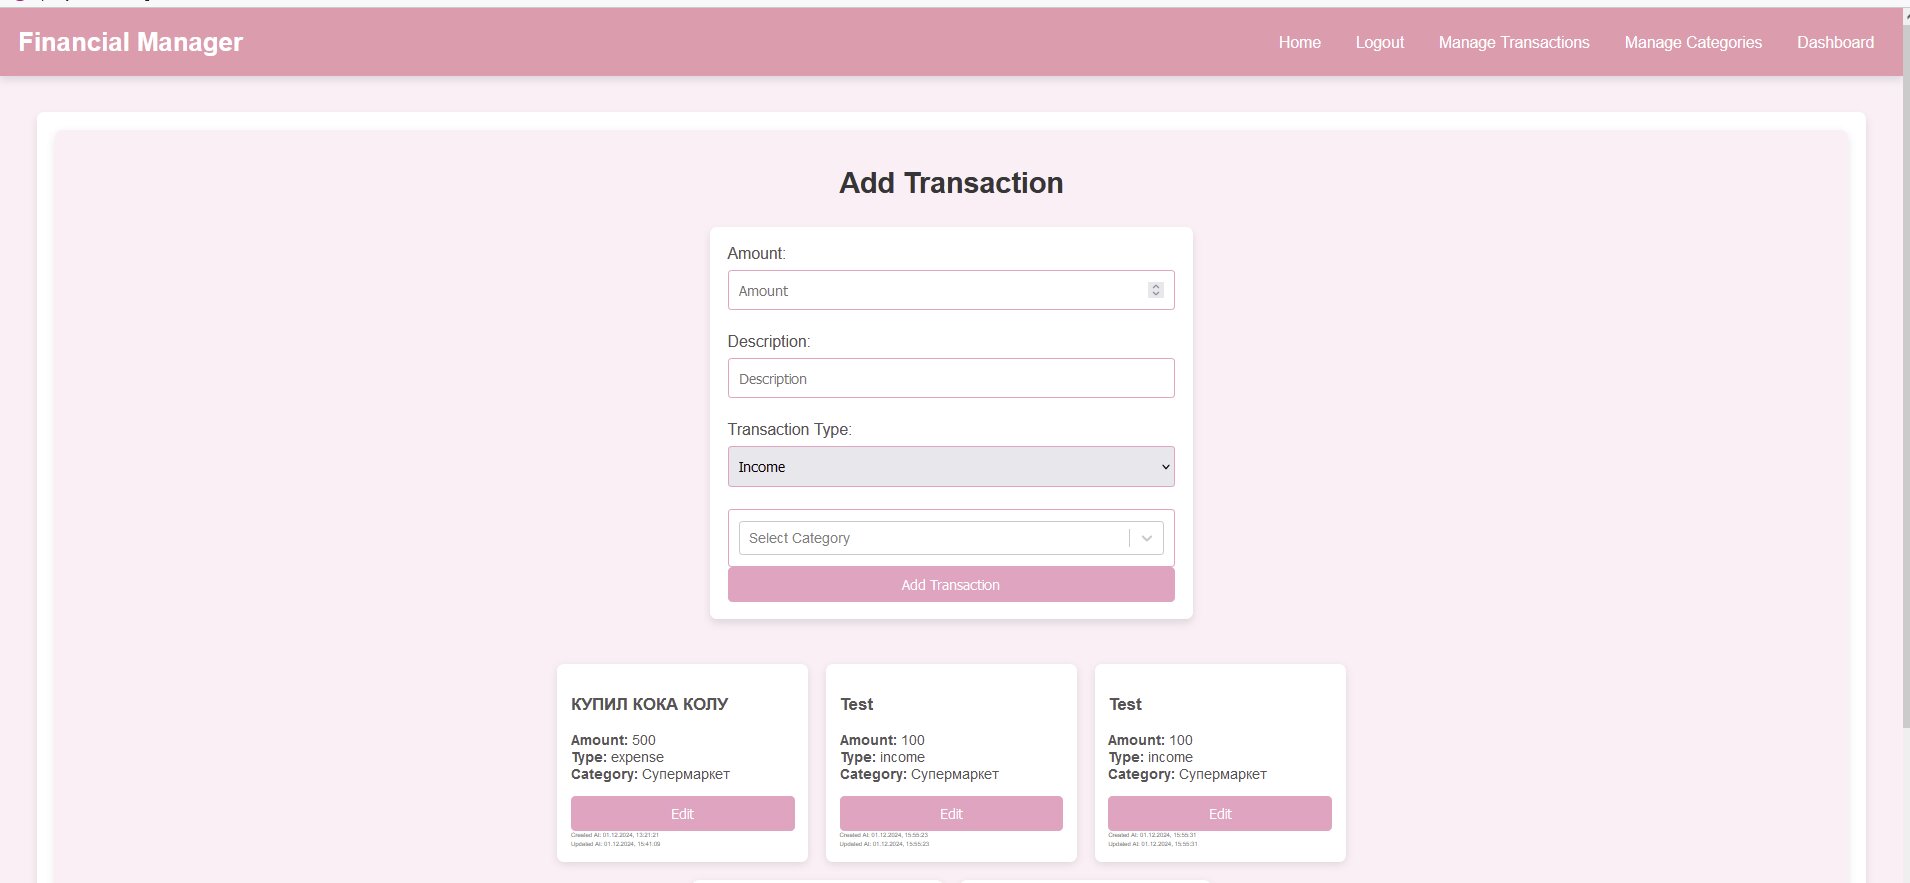 Financial Manager
Home Logout Manage Transactions Manage Categories Dashboard
Add Transaction
Amount:
Amount
Description:
Description
Transaction Type:
Income
Select Category
Add Transaction
КУПИЛ КОКА КОЛУ
Amount: 500
Type: expense
Category: Супермаркет
Edit
Created At: 01.12.2024, 13:21:21
Updated At: 01.12.2024, 15:41:09
Test
Amount: 100
Type: income
Category: Супермаркет
Edit
Created At: 01.12.2024, 15:55:23
Updated At: 01.12.2024, 15:55:23
Test
Amount: 100
Type: income
Category: Супермаркет
Edit
Created At: 01.12.2024, 15:55:31
Updated At: 01.12.2024, 15:55:31